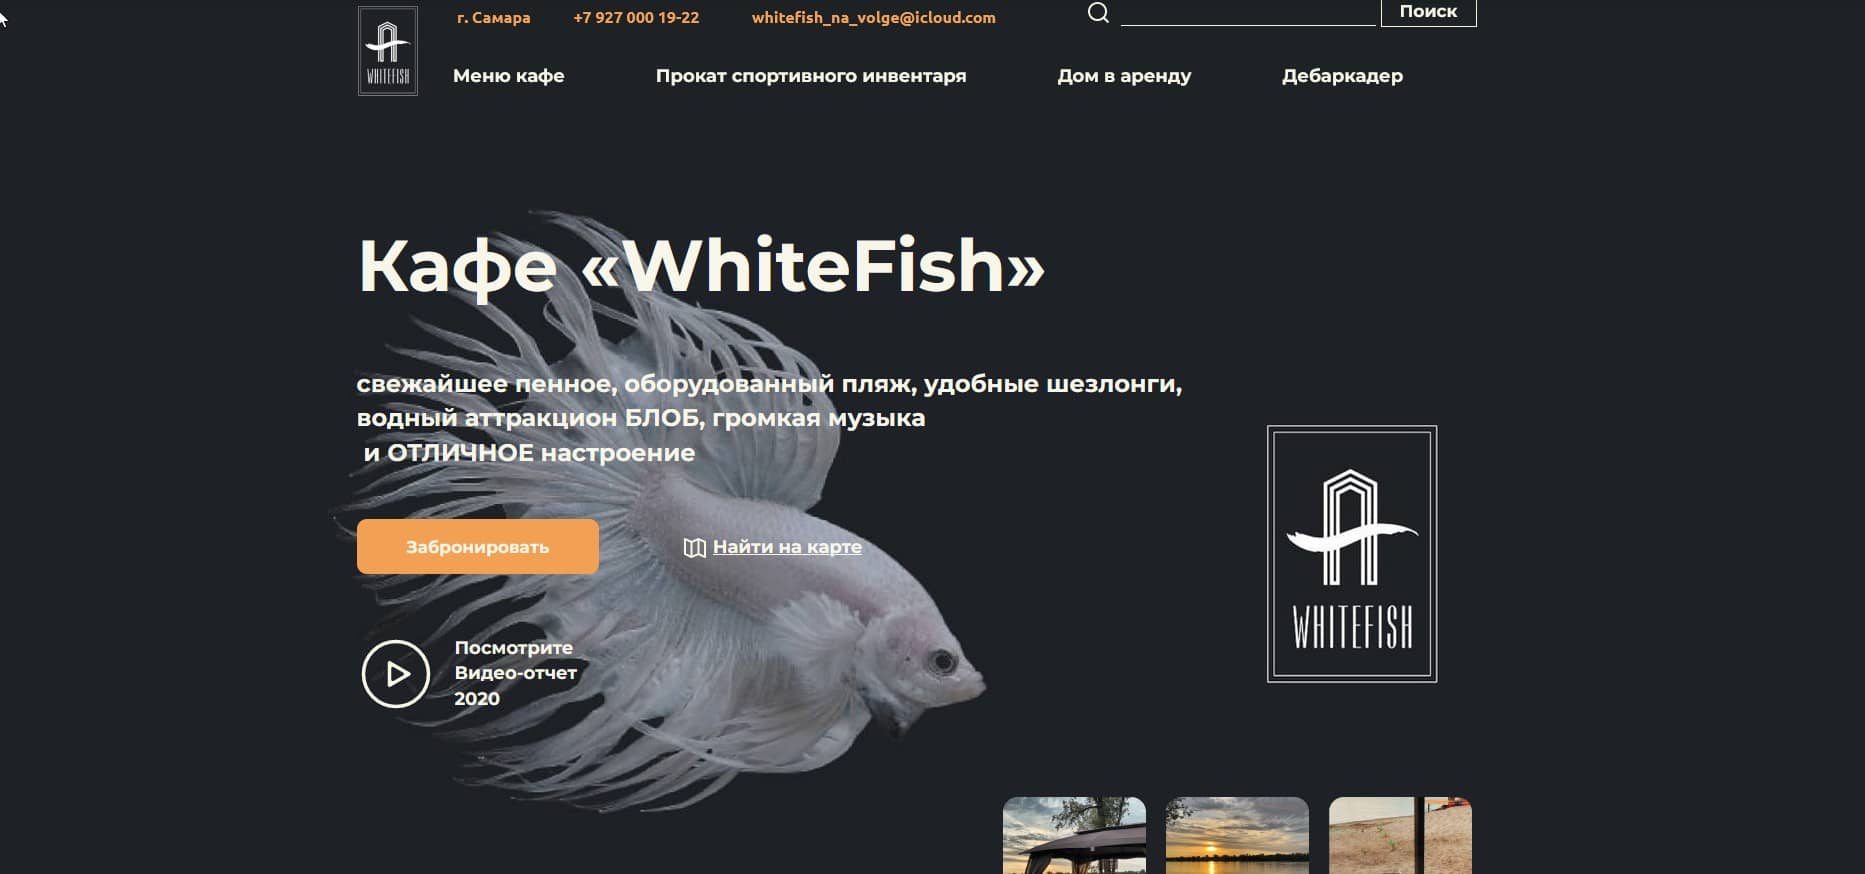 г. Самара
+7 927 000 19-22
whitefish_na_volge@icloud.com
Поиск
WHITEFISH
Меню кафе
Прокат спортивного инвентаря
Дом в аренду
Дебаркадер
Кафе «WhiteFish»
свежайшее пенное, оборудованный пляж, удобные шезлонги,
водный аттракцион БЛОБ, громкая музыка
и ОТЛИЧНОЕ настроение
Забронировать
Найти на карте
WHITEFISH
Посмотрите
Видео-отчет
2020